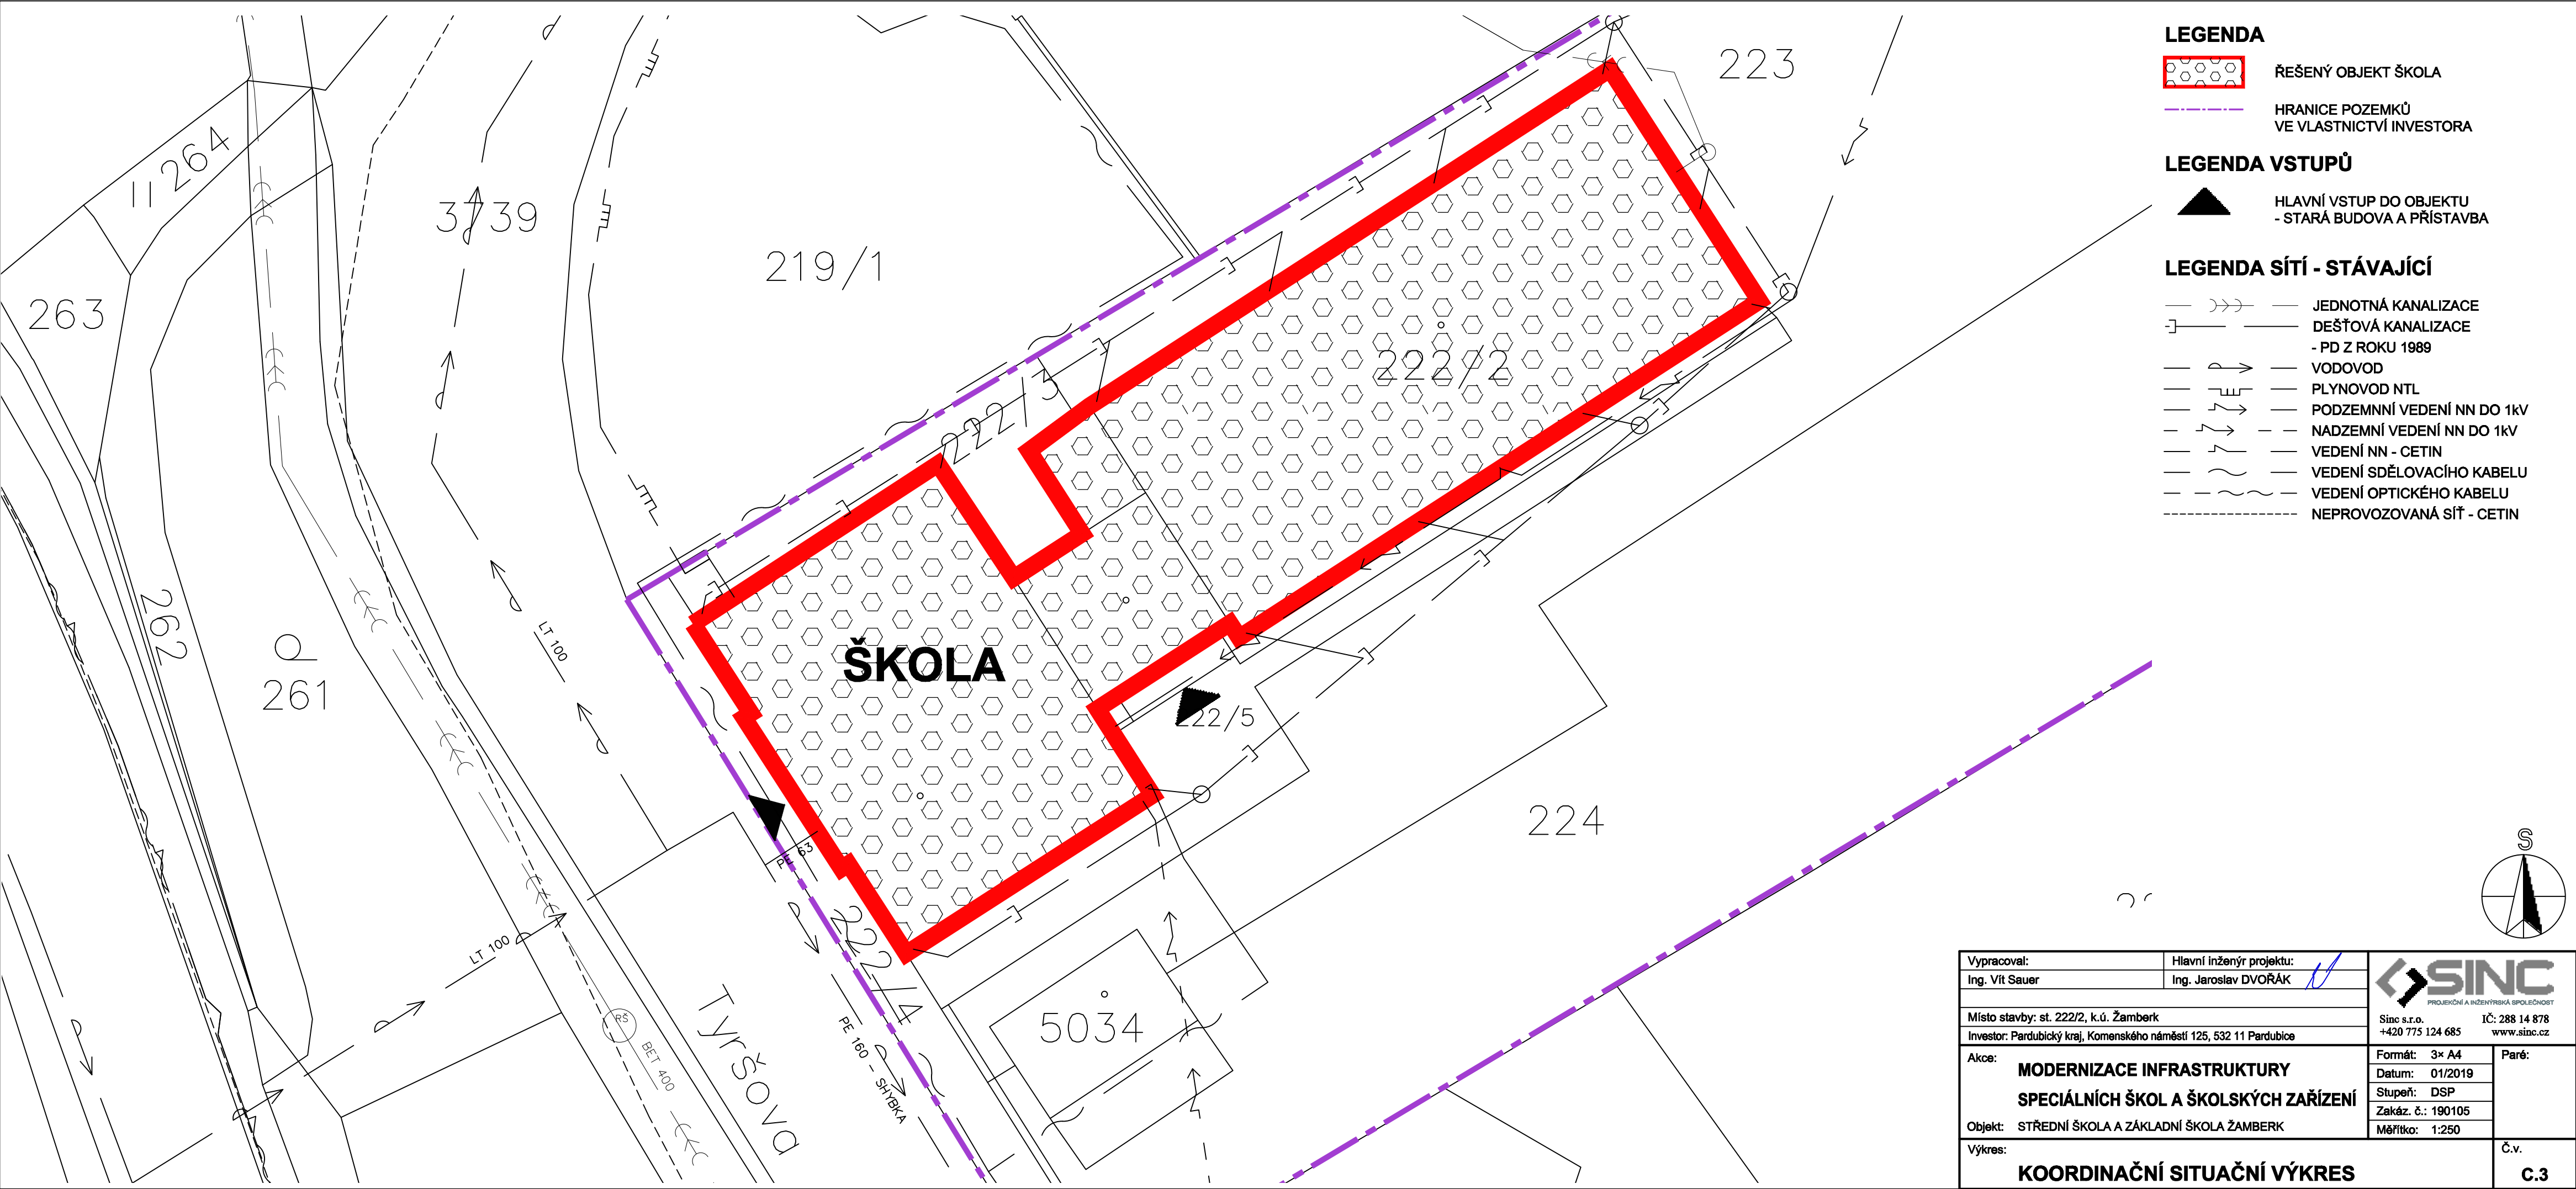 II 264
263
3739
219/1
223
222/3
222/2
262
261
LT 100
ŠKOLA
222/5
224
PE 63
222/4
LT 100
RŠ
BET 400
Tyršova
PE 160 - SHYBKA
5034
LEGENDA
ŘEŠENÝ OBJEKT ŠKOLA
HRANICE POZEMKŮ
VE VLASTNICTVÍ INVESTORA
LEGENDA VSTUPŮ
HLAVNÍ VSTUP DO OBJEKTU
- STARÁ BUDOVA A PŘÍSTAVBA
LEGENDA SÍTÍ - STÁVAJÍCÍ
JEDNOTNÁ KANALIZACE
DEŠŤOVÁ KANALIZACE
- PD Z ROKU 1989
VODOVOD
PLYNOVOD NTL
PODZEMNNÍ VEDENÍ NN DO 1kV
NADZEMNÍ VEDENÍ NN DO 1kV
VEDENÍ NN - CETIN
VEDENÍ SDĚLOVACÍHO KABELU
VEDENÍ OPTICKÉHO KABELU
NEPROVOZOVANÁ SÍŤ - CETIN
S
Vypracoval: Hlavní inženýr projektu:
Ing. Vít Sauer Ing. Jaroslav DVOŘÁK
Místo stavby: st. 222/2, k.ú. Žamberk
Investor: Pardubický kraj, Komenského náměstí 125, 532 11 Pardubice
SINC
PROJEKČNÍ A INŽENÝRSKÁ SPOLEČNOST
Sinc s.r.o. IČ: 288 14 878
+420 775 124 685 www.sinc.cz
Akce:
MODERNIZACE INFRASTRUKTURY
SPECIÁLNÍCH ŠKOL A ŠKOLSKÝCH ZAŘÍZENÍ
Objekt: STŘEDNÍ ŠKOLA A ZÁKLADNÍ ŠKOLA ŽAMBERK
Formát: 3× A4
Datum: 01/2019
Stupeň: DSP
Zakáz. č.: 190105
Měřítko: 1:250
Paré:
Výkres:
KOORDINAČNÍ SITUAČNÍ VÝKRES
Č.v.
C.3